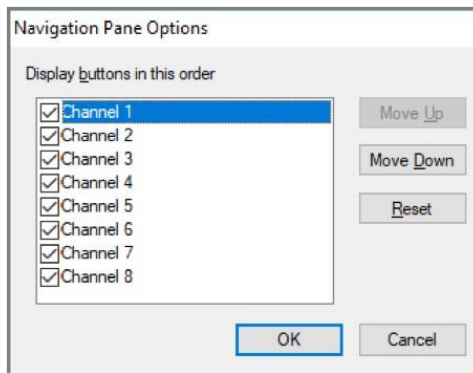 Navigation Pane Options
Display buttons in this order
Channel 1
Channel 2
Channel 3
Channel 4
Channel 5
Channel 6
Channel 7
Channel 8
Move Up
Move Down
Reset
OK
Cancel